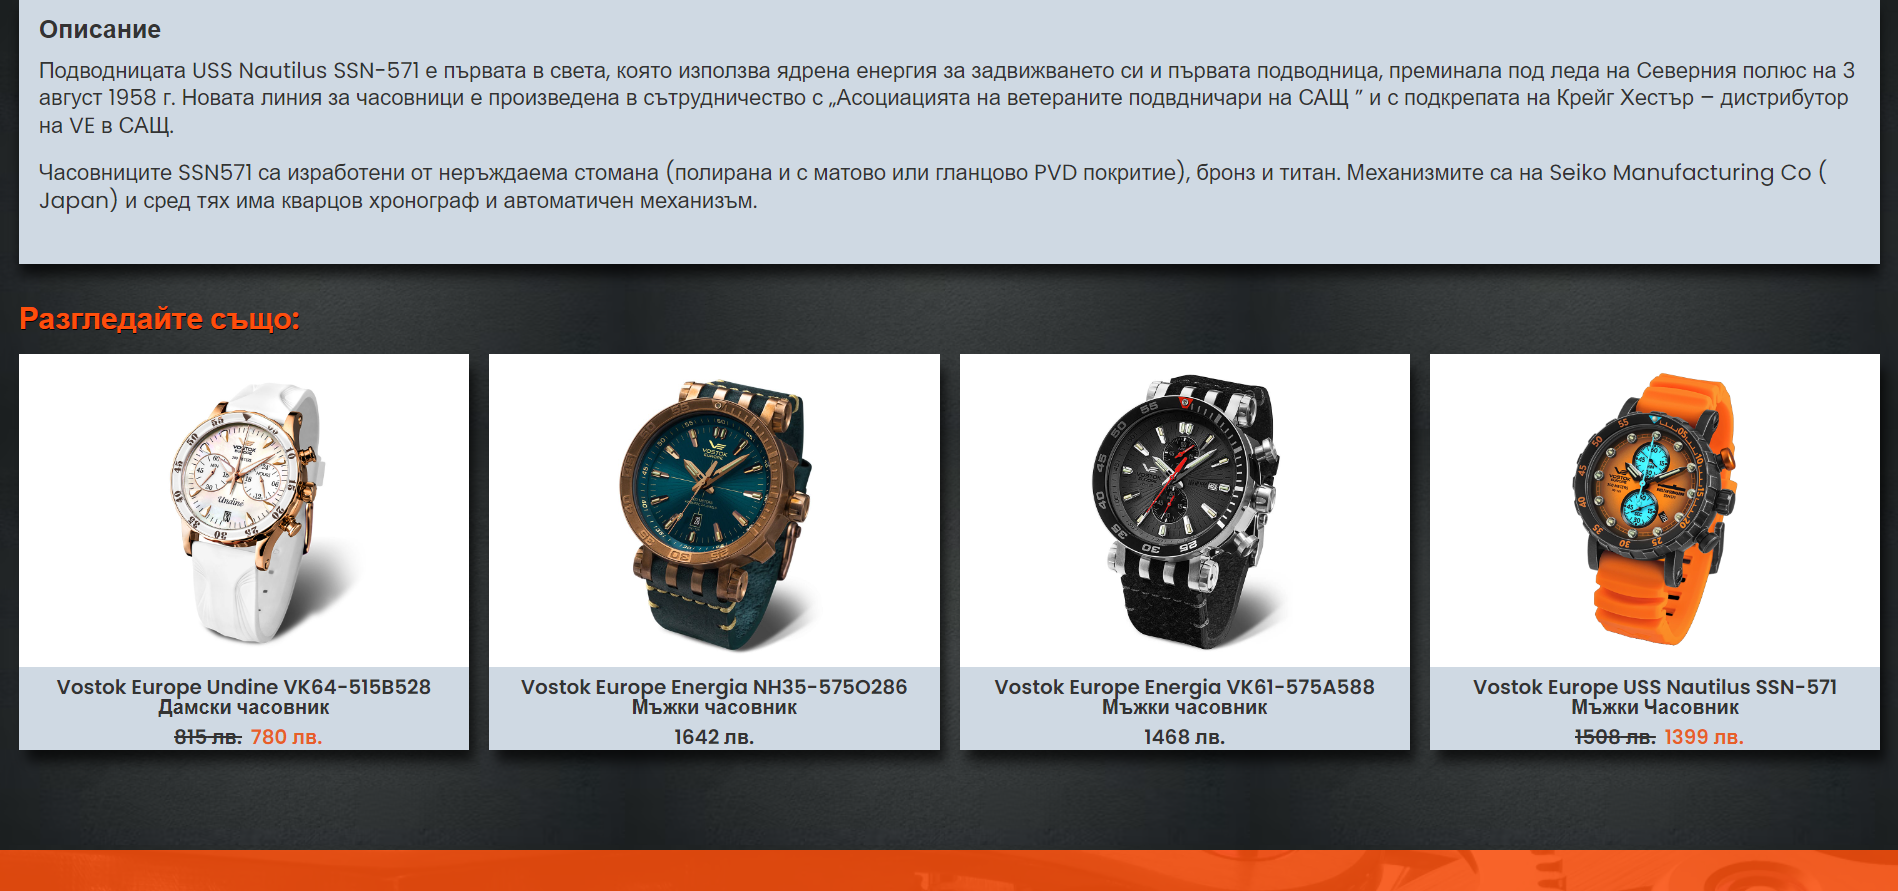 Описание
Подводницата USS Nautilus SSN-571 е първата в света, която използва ядрена енергия за задвижването си и първата подводница, преминала под леда на Северния полюс на 3
август 1958 г. Новата линия за часовници е произведена в сътрудничество с „Асоциацията на ветераните подвдничари на САЩ ” и с подкрепата на Крейг Хестър – дистрибутор
на VE в САЩ.
Часовниците SSN571 са изработени от неръждаема стомана (полирана и с матово или гланцово PVD покритие), бронз и титан. Механизмите са на Seiko Manufacturing Co (
Japan) и сред тях има кварцов хронограф и автоматичен механизъм.
Разгледайте също:
Vostok Europe Undine VK64-515B528
Дамски часовник
815 лв. 780 лв.
Vostok Europe Energia NH35-575O286
Мъжки часовник
1642 лв.
Vostok Europe Energia VK61-575A588
Мъжки часовник
1468 лв.
Vostok Europe USS Nautilus SSN-571
Мъжки Часовник
1508 лв. 1399 лв.